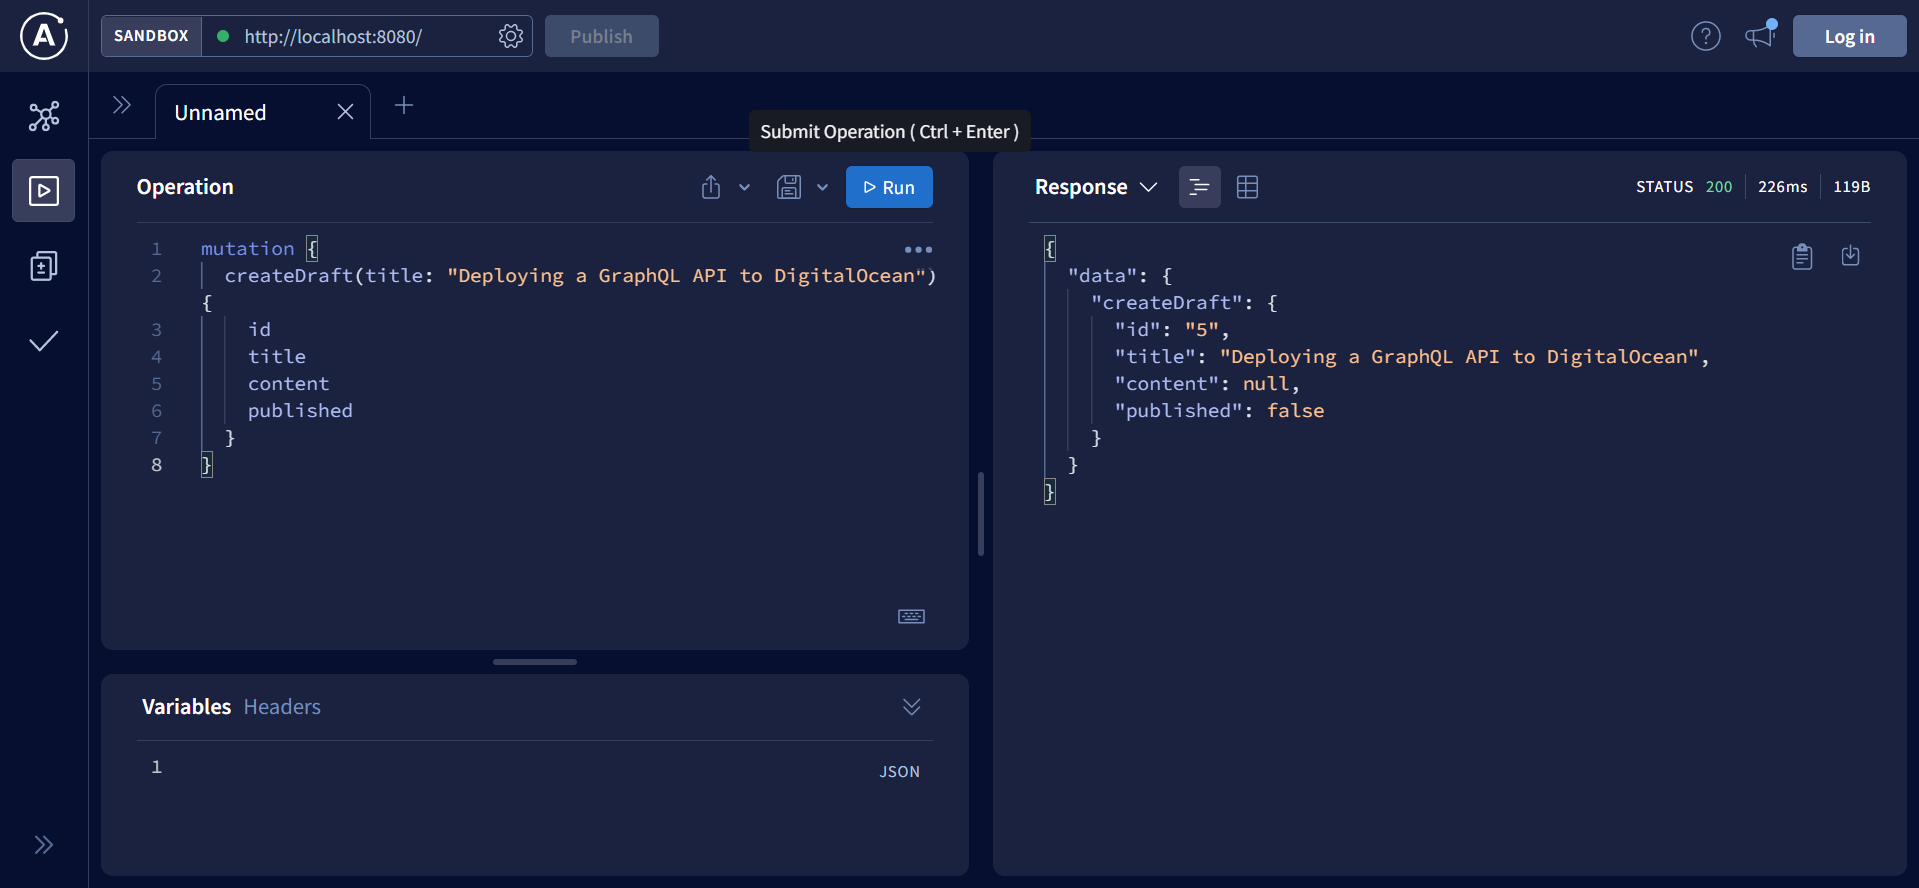 A
SANDBOX
http://localhost:8080/
Publish
?
Log in
Unnamed
Submit Operation ( Ctrl + Enter )
Operation
Run
1 mutation {
2 createDraft(title: "Deploying a GraphQL API to DigitalOcean")
{
3 id
4 title
5 content
6 published
7 }
8 }
Variables Headers
1
JSON
Response
STATUS 200 226ms 119B
{
"data": {
"createDraft": {
"id": "5",
"title": "Deploying a GraphQL API to DigitalOcean",
"content": null,
"published": false
}
}
}